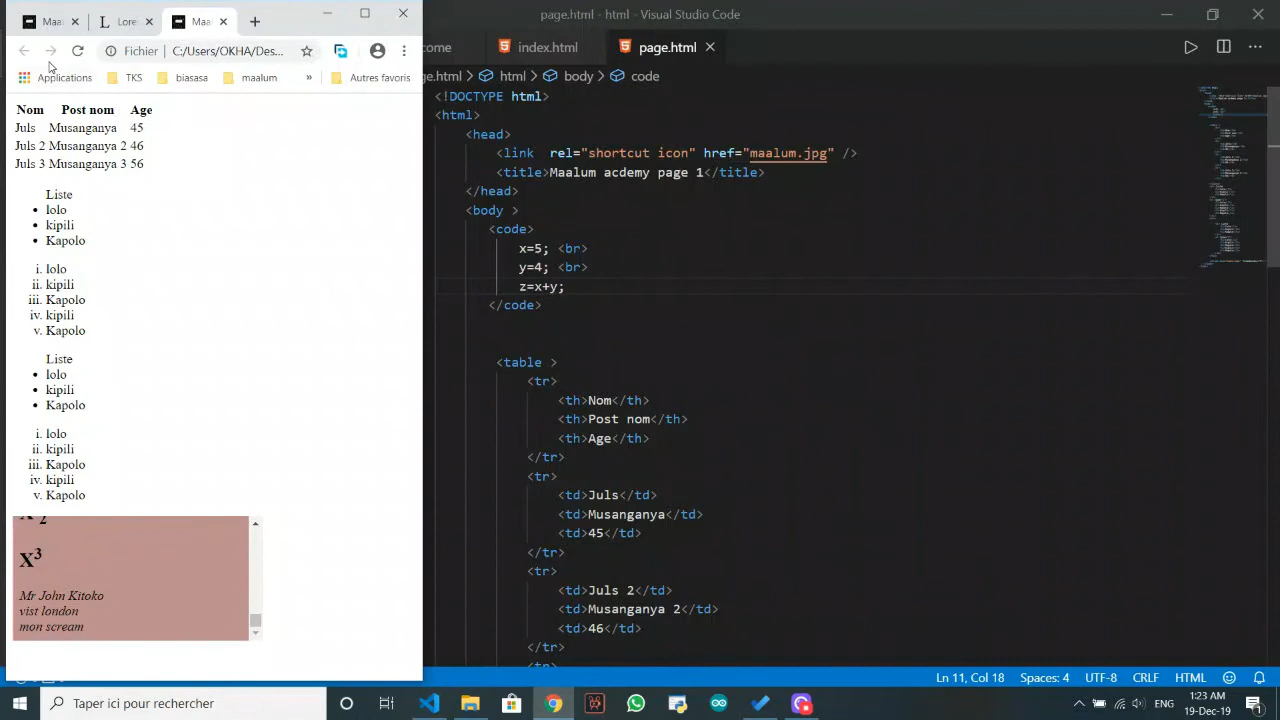 Maal
Lore
Maal
Fichier
C:/Users/OKHA/Des...
Applications
TKS
biasasa
maalum
»
Autres favoris
Nom Post nom Age
Juls Musanganya 45
Juls 2 Musanganya 2 46
Juls 3 Musanganya 3 56
Liste
• lolo
• kipili
• Kapolo
i. lolo
ii. kipili
iii. Kapolo
iv. kipili
v. Kapolo
Liste
• lolo
• kipili
• Kapolo
i. lolo
ii. kipili
iii. Kapolo
iv. kipili
v. Kapolo
X2
X3
Mr John Kitoko
vist london
mon scream
page.html - html - Visual Studio Code
come
index.html
page.html
ge.html > html > body > code
<!DOCTYPE html>
<html>
<head>
<link  rel="shortcut icon" href="maalum.jpg" />
<title>Maalum acdemy page 1</title>
</head>
<body >
<code>
x=5; <br>
y=4; <br>
z=x+y;
</code>
<table >
<tr>
<th>Nom</th>
<th>Post nom</th>
<th>Age</th>
</tr>
<tr>
<td>Juls</td>
<td>Musanganya</td>
<td>45</td>
</tr>
<tr>
<td>Juls 2</td>
<td>Musanganya 2</td>
<td>46</td>
</tr>
<tr>
Ln 11, Col 18
Spaces: 4
UTF-8
CRLF
HTML
Taper ici pour rechercher
ENG
1:23 AM
19-Dec-19